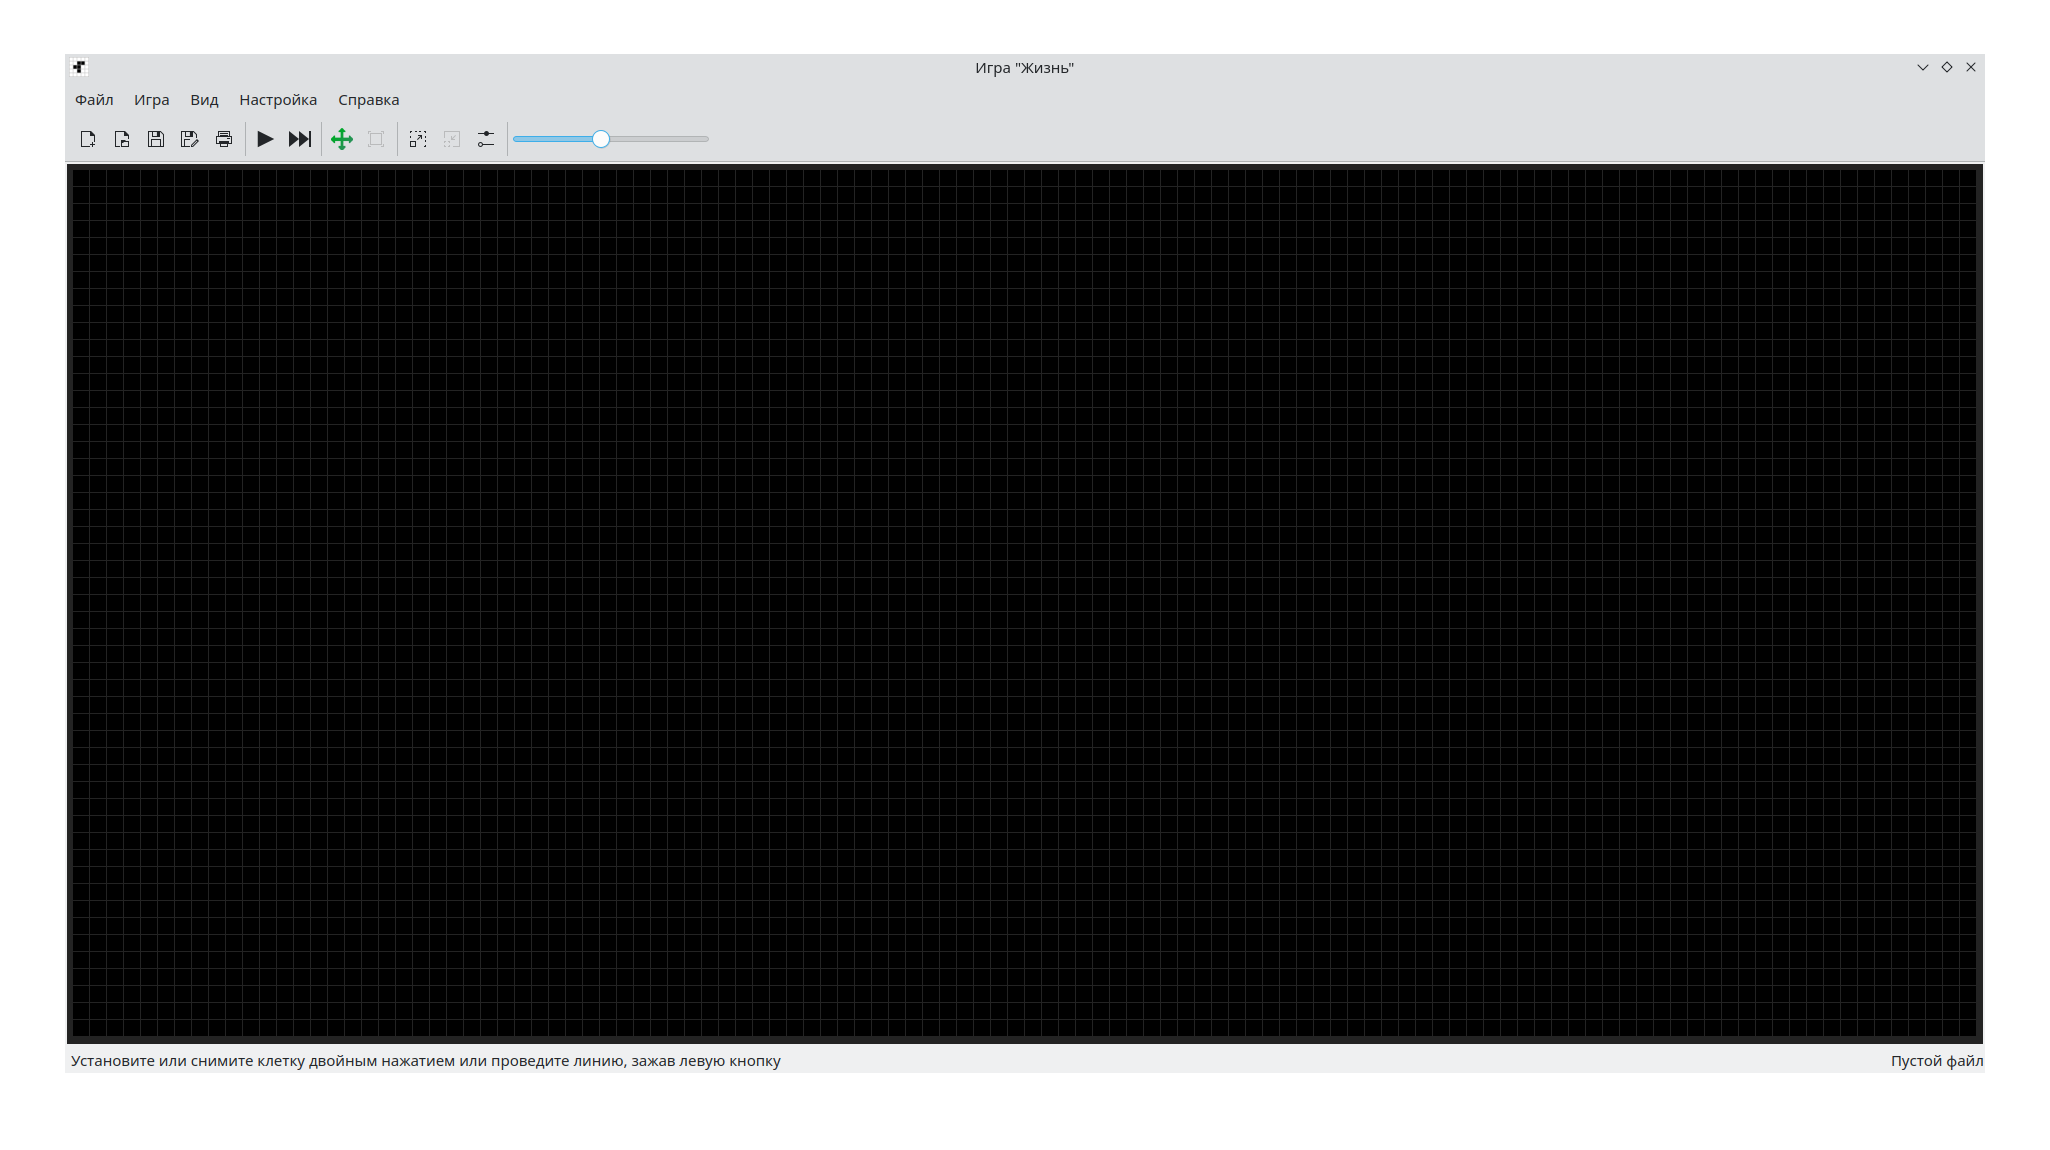 Игра "Жизнь"
Файл Игра Вид Настройка Справка
Установите или снимите клетку двойным нажатием или проведите линию, зажав левую кнопку
Пустой файл